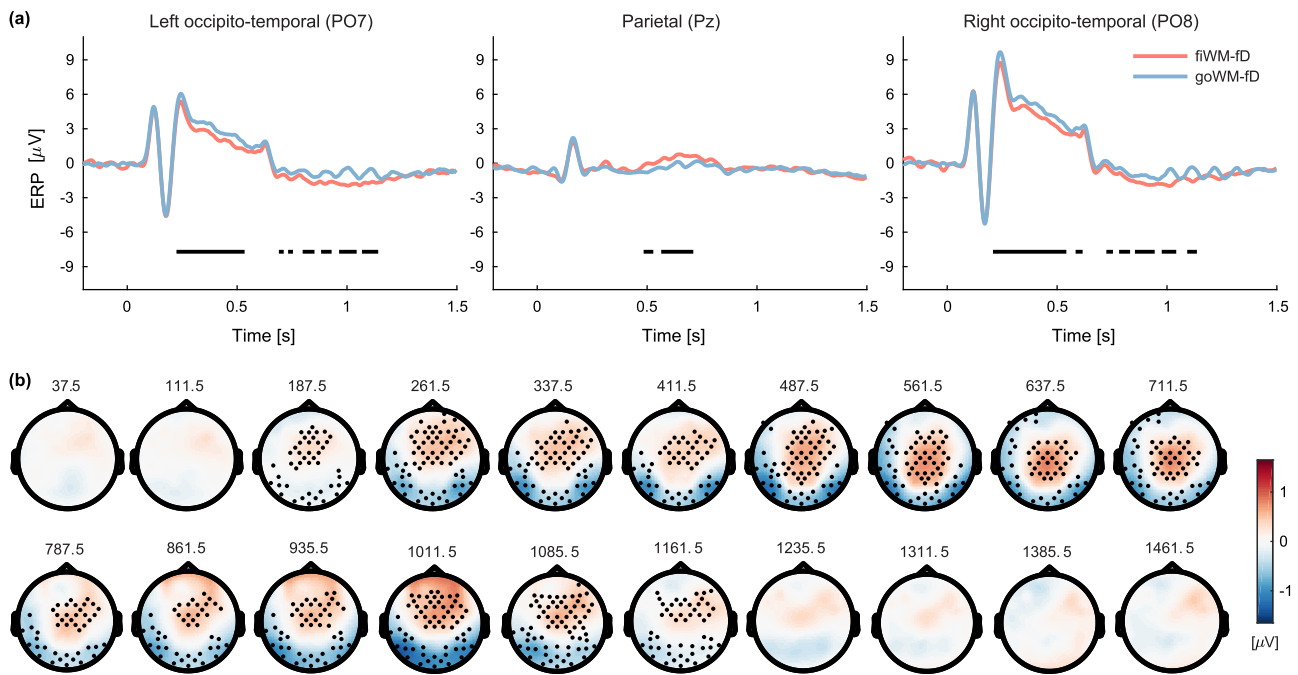 (a)
Left occipito-temporal (PO7)
Parietal (Pz)
Right occipito-temporal (PO8)
fiWM-fD
goWM-fD
ERP [μV]
9
6
3
0
-3
-6
-9
0 0.5 1 1.5
Time [s]
9
6
3
0
-3
-6
-9
0 0.5 1 1.5
Time [s]
9
6
3
0
-3
-6
-9
0 0.5 1 1.5
Time [s]
(b)
37.5 111.5 187.5 261.5 337.5 411.5 487.5 561.5 637.5 711.5
787.5 861.5 935.5 1011.5 1085.5 1161.5 1235.5 1311.5 1385.5 1461.5
1
0
-1
[μV]